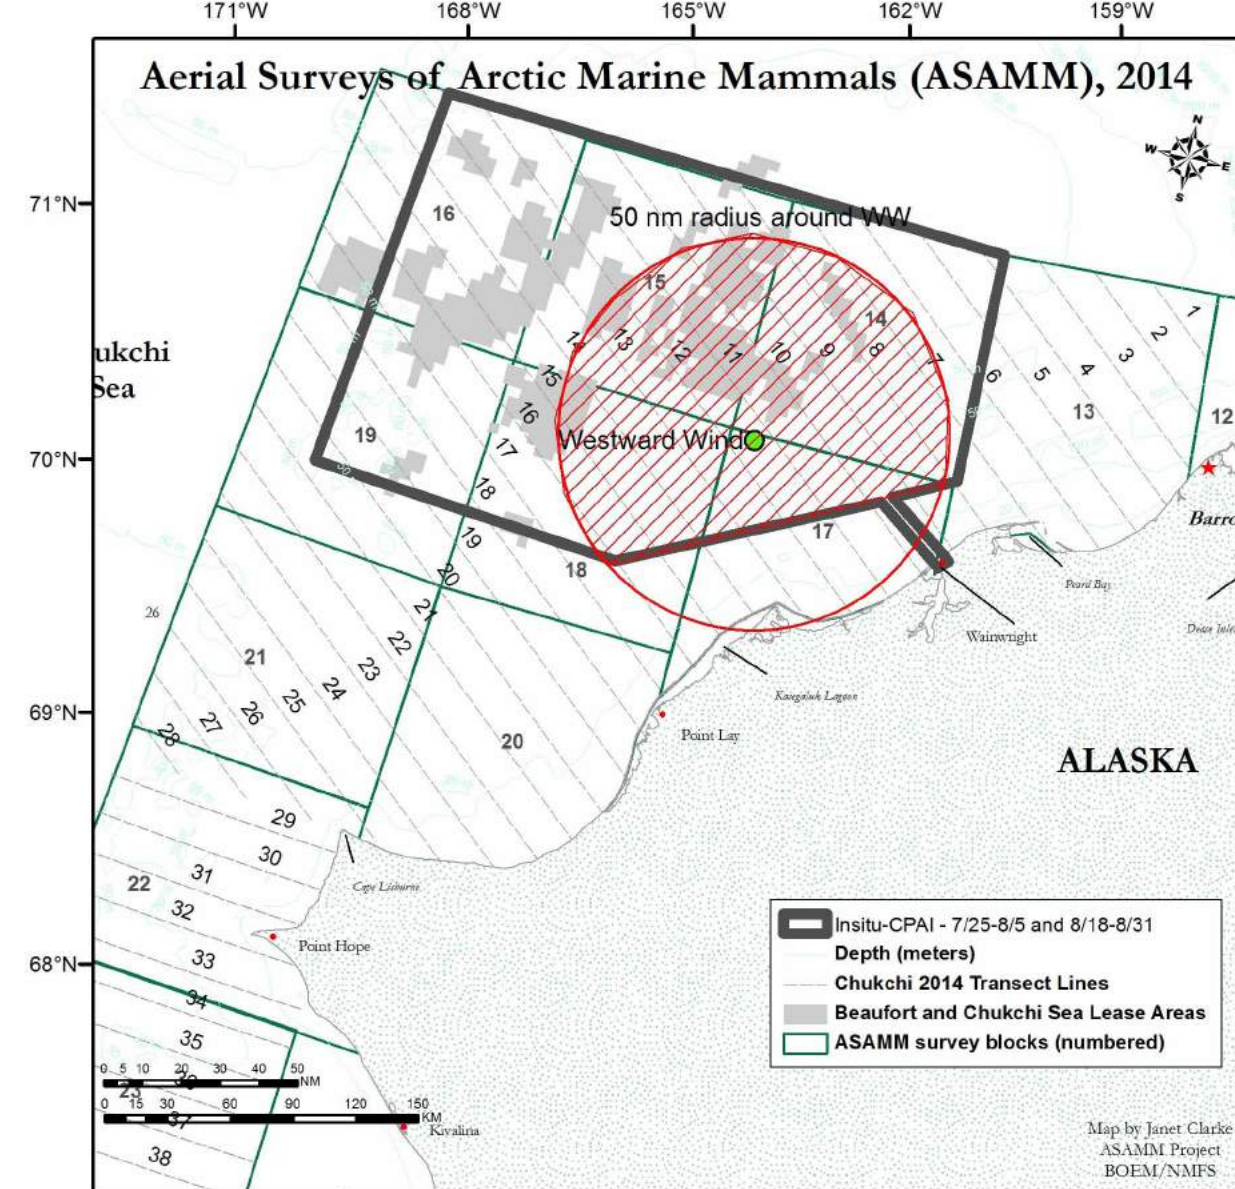 171°W 168°W 165°W 162°W 159°W
Aerial Surveys of Arctic Marine Mammals (ASAMM), 2014
N
W E
S
71°N
16
50 nm radius around WW
15
14
1
2
3
4
5
6
7
8
9
10
11
12
13
14
15
16
17
18
19
20
21
22
23
24
25
26
27
28
ukchi
Sea
13
12
19
70°N
Westward Wind
Barro
17
18
Peard Bay
26
Wainwright
Dease Inle
21
Kasegaluk Lagoon
69°N
Point Lay
20
ALASKA
29
30
31
22
32
Cape Lisburne
Point Hope
33
68°N
34
35
36
23
37
38
0 5 10 20 30 40 50
NM
0 15 30 60 90 120 150
KM
Kivalina
Insitu-CPAI - 7/25-8/5 and 8/18-8/31
Depth (meters)
Chukchi 2014 Transect Lines
Beaufort and Chukchi Sea Lease Areas
ASAMM survey blocks (numbered)
Map by Janet Clarke
ASAMM Project
BOEM/NMFS